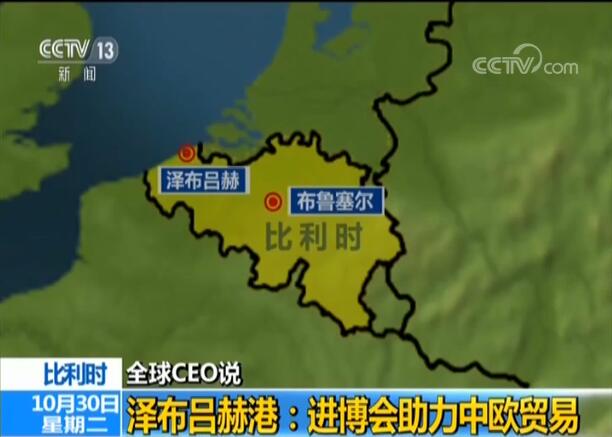 CCTV 13
新闻
CCTV.com
泽布吕赫
布鲁塞尔
比利时
比利时
全球CEO说
10月30日
星期二
泽布吕赫港：进博会助力中欧贸易